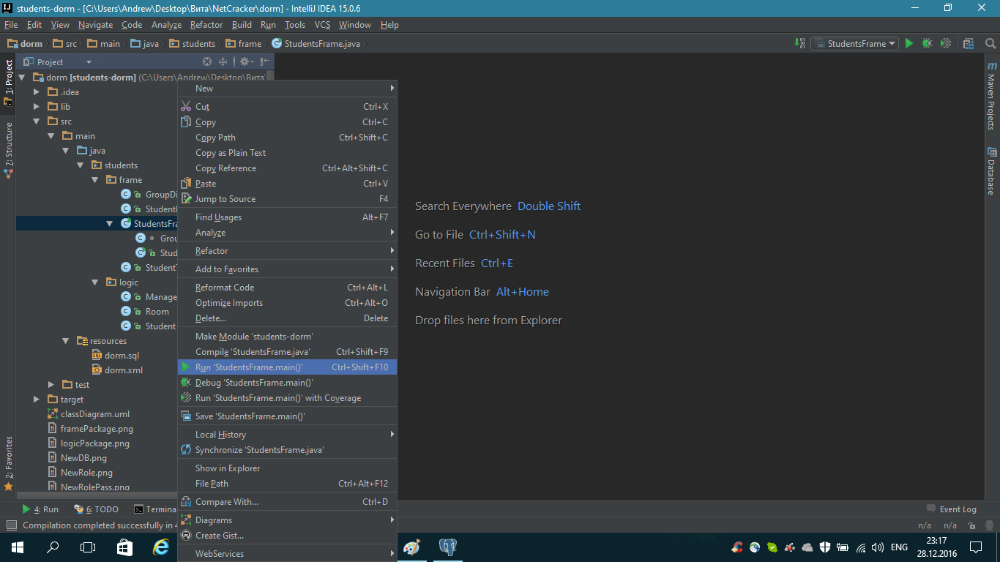 students-dorm - [C:\Users\Andrew\Desktop\Вита\NetCracker\dorm] - IntelliJ IDEA 15.0.6
File Edit View Navigate Code Analyze Refactor Build Run Tools VCS Window Help
dorm src main java students frame StudentsFrame.java StudentsFrame
1: Project
7: Structure
2: Favorites
Project
dorm [students-dorm] (C:\Users\Andrew\Desktop\Вита\
.idea
lib
src
main
java
students
frame
GroupDi
Student
StudentsFra
Grou
Stud
Student
logic
Manage
Room
Student
resources
dorm.sql
dorm.xml
test
target
classDiagram.uml
framePackage.png
logicPackage.png
NewDB.png
NewRole.png
NewRolePass.png
New
Cut Ctrl+X
Copy Ctrl+C
Copy Path Ctrl+Shift+C
Copy as Plain Text
Copy Reference Ctrl+Alt+Shift+C
Paste Ctrl+V
Jump to Source F4
Find Usages Alt+F7
Analyze
Refactor
Add to Favorites
Reformat Code Ctrl+Alt+L
Optimize Imports Ctrl+Alt+O
Delete... Delete
Make Module 'students-dorm'
Compile 'StudentsFrame.java' Ctrl+Shift+F9
Run 'StudentsFrame.main()' Ctrl+Shift+F10
Debug 'StudentsFrame.main()'
Run 'StudentsFrame.main()' with Coverage
Save 'StudentsFrame.main()'
Local History
Synchronize 'StudentsFrame.java'
Show in Explorer
File Path Ctrl+Alt+F12
Compare With... Ctrl+D
Diagrams
Create Gist...
WebServices
Search Everywhere Double Shift
Go to File Ctrl+Shift+N
Recent Files Ctrl+E
Navigation Bar Alt+Home
Drop files here from Explorer
Maven Projects
Database
4: Run 6: TODO Termina Event Log
Compilation completed successfully in n/a n/a
ENG
23:17
28.12.2016